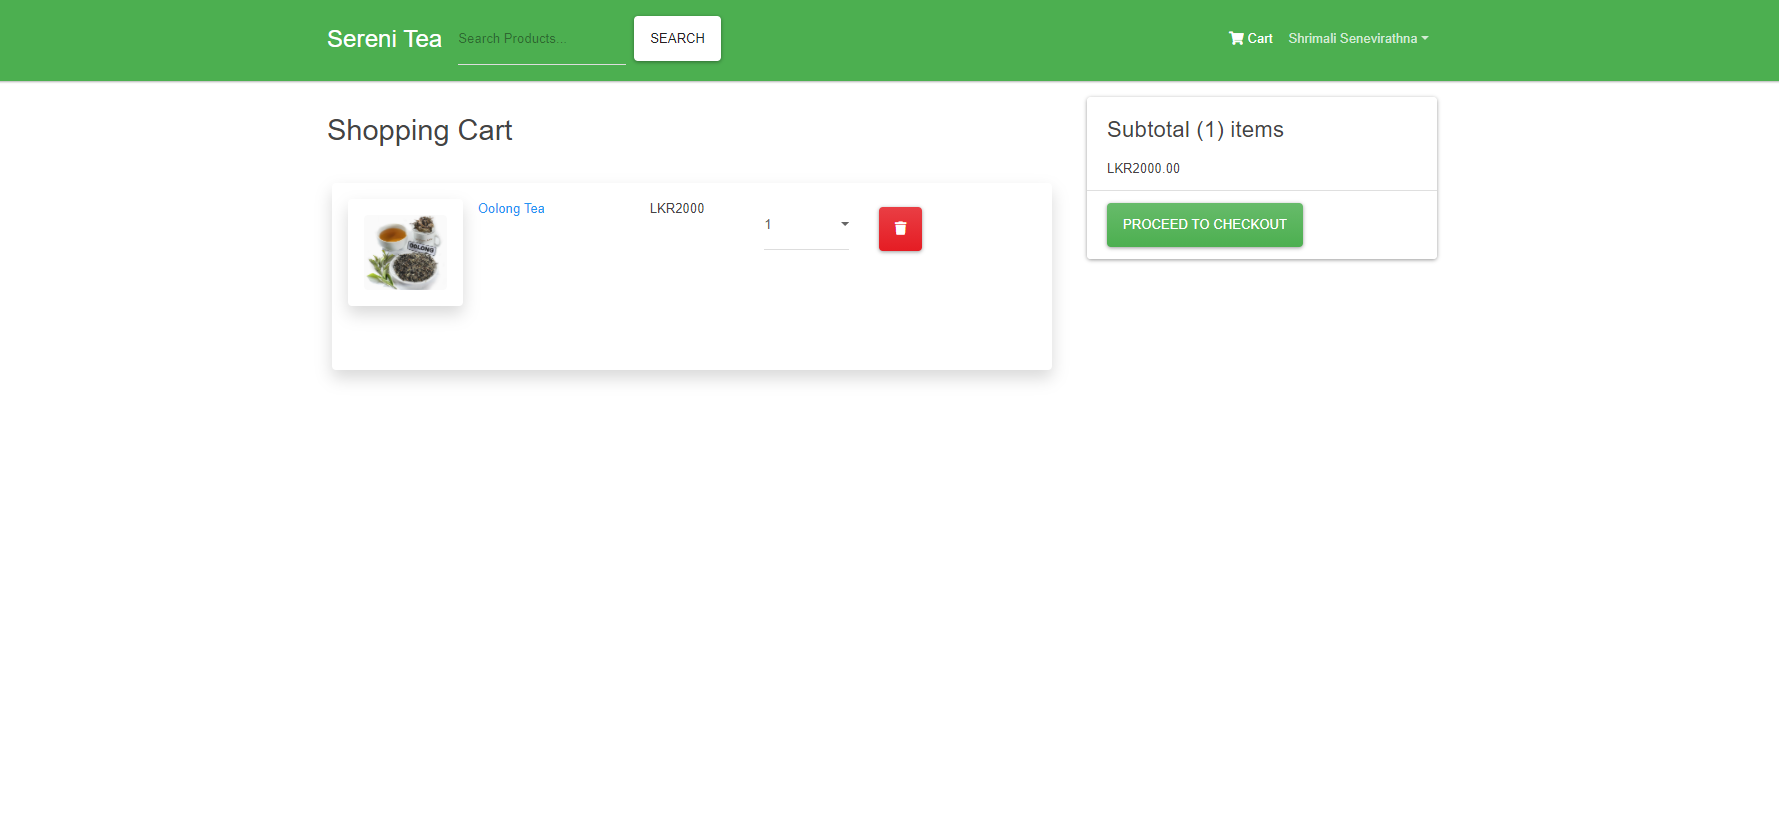 Sereni Tea
Search Products...
SEARCH
Cart
Shrimali Senevirathna
Shopping Cart
Oolong Tea
LKR2000
1
OOLONG
Subtotal (1) items
LKR2000.00
PROCEED TO CHECKOUT